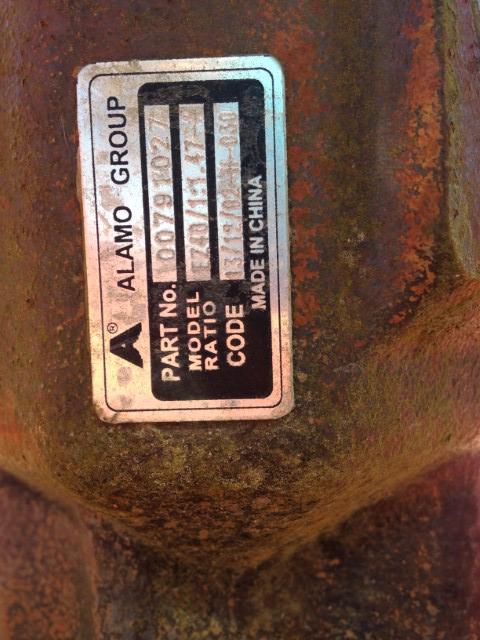 A®
ALAMO GROUP
PART No. 00791027
MODEL
RATIO
CODE
MADE IN CHINA